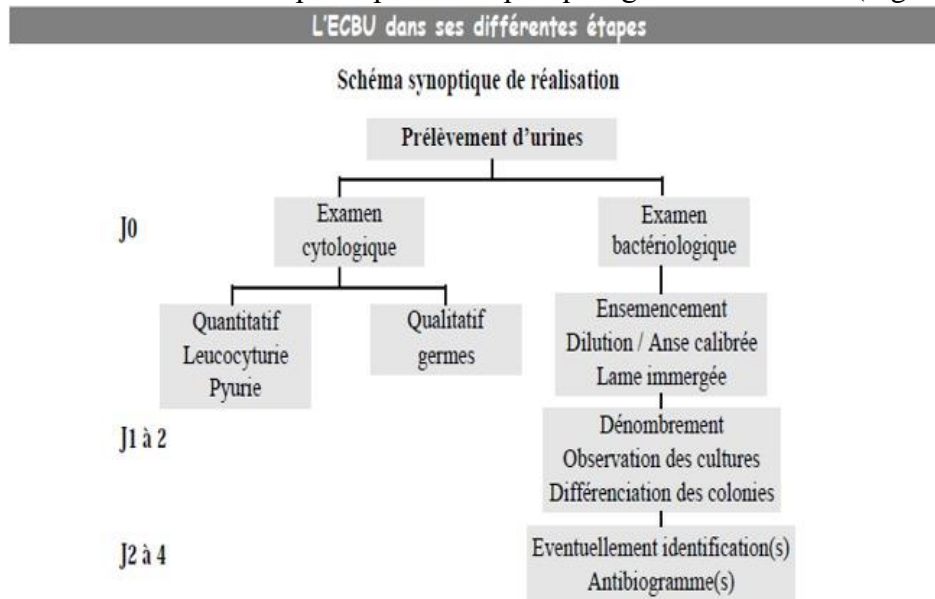 L'ECBU dans ses différentes étapes
Schéma synoptique de réalisation
Prélèvement d'urines
J0
Examen
cytologique
Examen
bactériologique
Quantitatif
Leucocyturie
Pyurie
Qualitatif
germes
Ensemencement
Dilution / Anse calibrée
Lame immergée
J1 à 2
Dénombrement
Observation des cultures
Différenciation des colonies
J2 à 4
Eventuellement identification(s)
Antibiogramme(s)